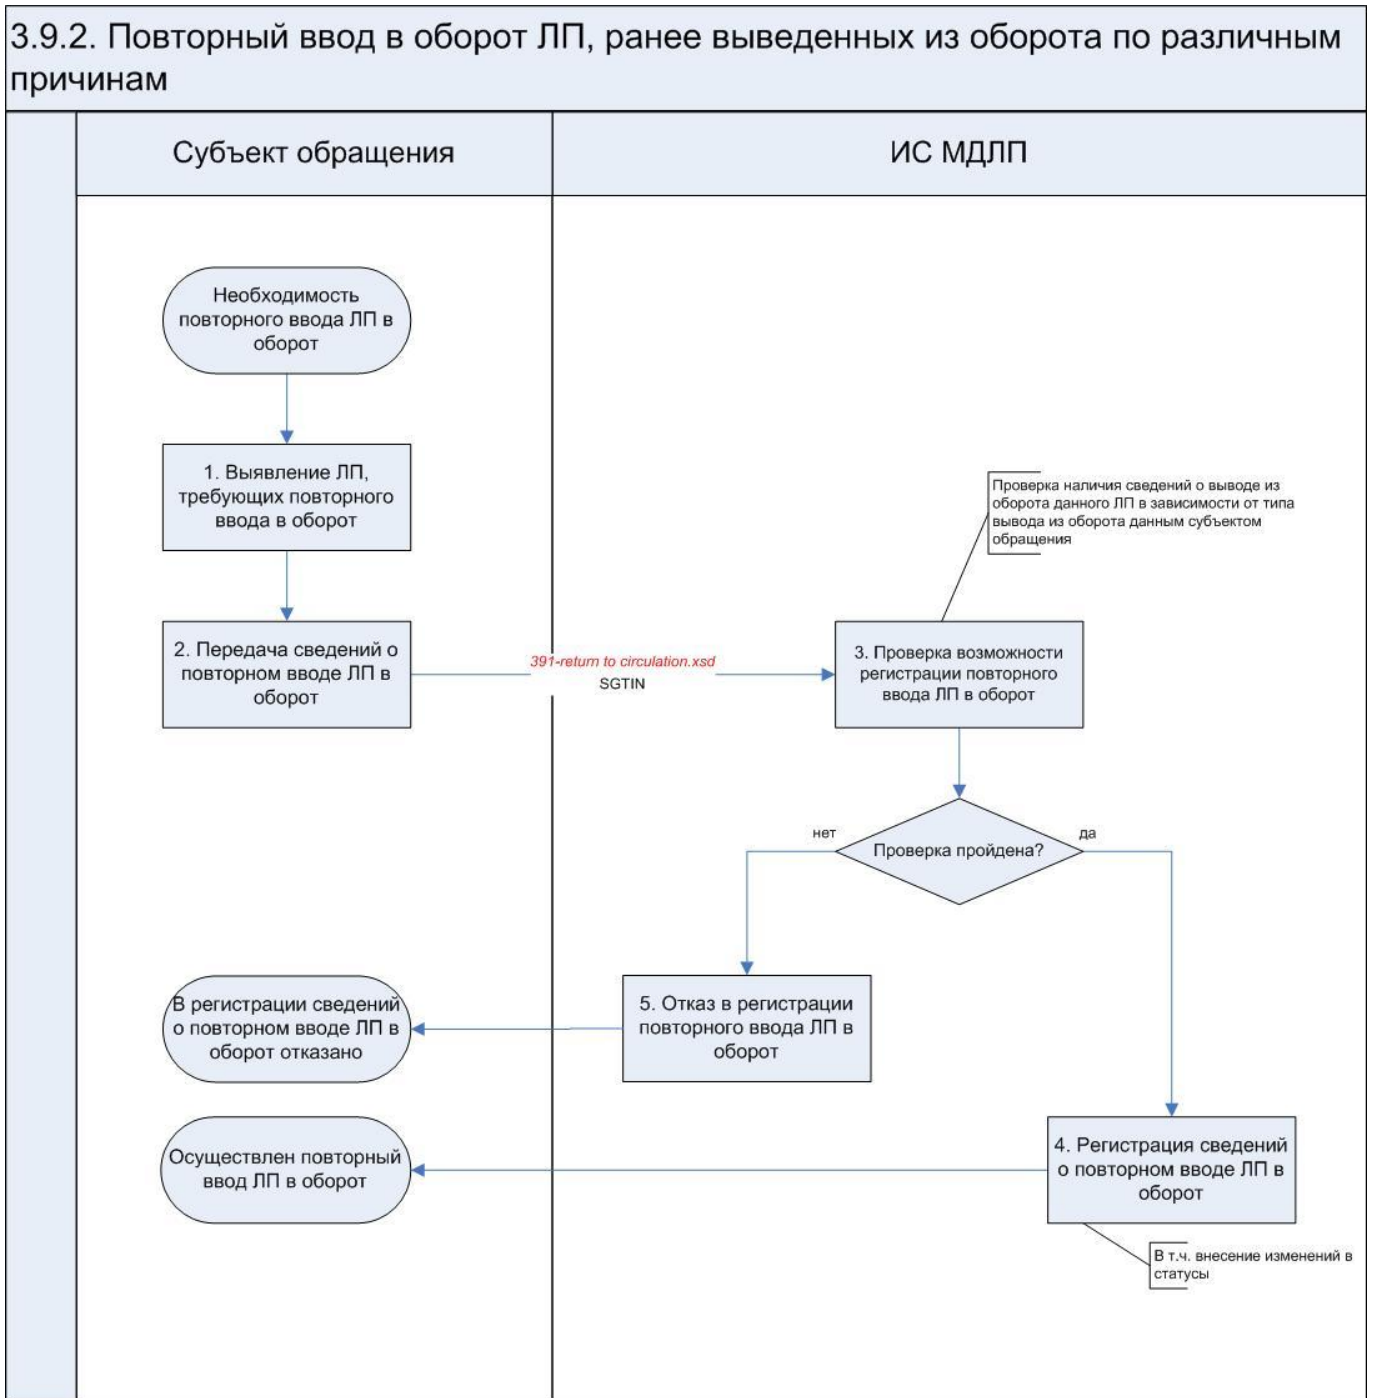 3.9.2. Повторный ввод в оборот ЛП, ранее выведенных из оборота по различным
причинам
Субъект обращения
ИС МДЛП
Необходимость
повторного ввода ЛП в
оборот
1. Выявление ЛП,
требующих повторного
ввода в оборот
Проверка наличия сведений о выводе из
оборота данного ЛП в зависимости от типа
вывода из оборота данным субъектом
обращения
2. Передача сведений о
повторном вводе ЛП в
оборот
391-return to circulation.xsd
SGTIN
3. Проверка возможности
регистрации повторного
ввода ЛП в оборот
нет
да
Проверка пройдена?
В регистрации сведений
о повторном вводе ЛП в
оборот отказано
5. Отказ в регистрации
повторного ввода ЛП в
оборот
Осуществлен повторный
ввод ЛП в оборот
4. Регистрация сведений
о повторном вводе ЛП в
оборот
В т.ч. внесение изменений в
статусы